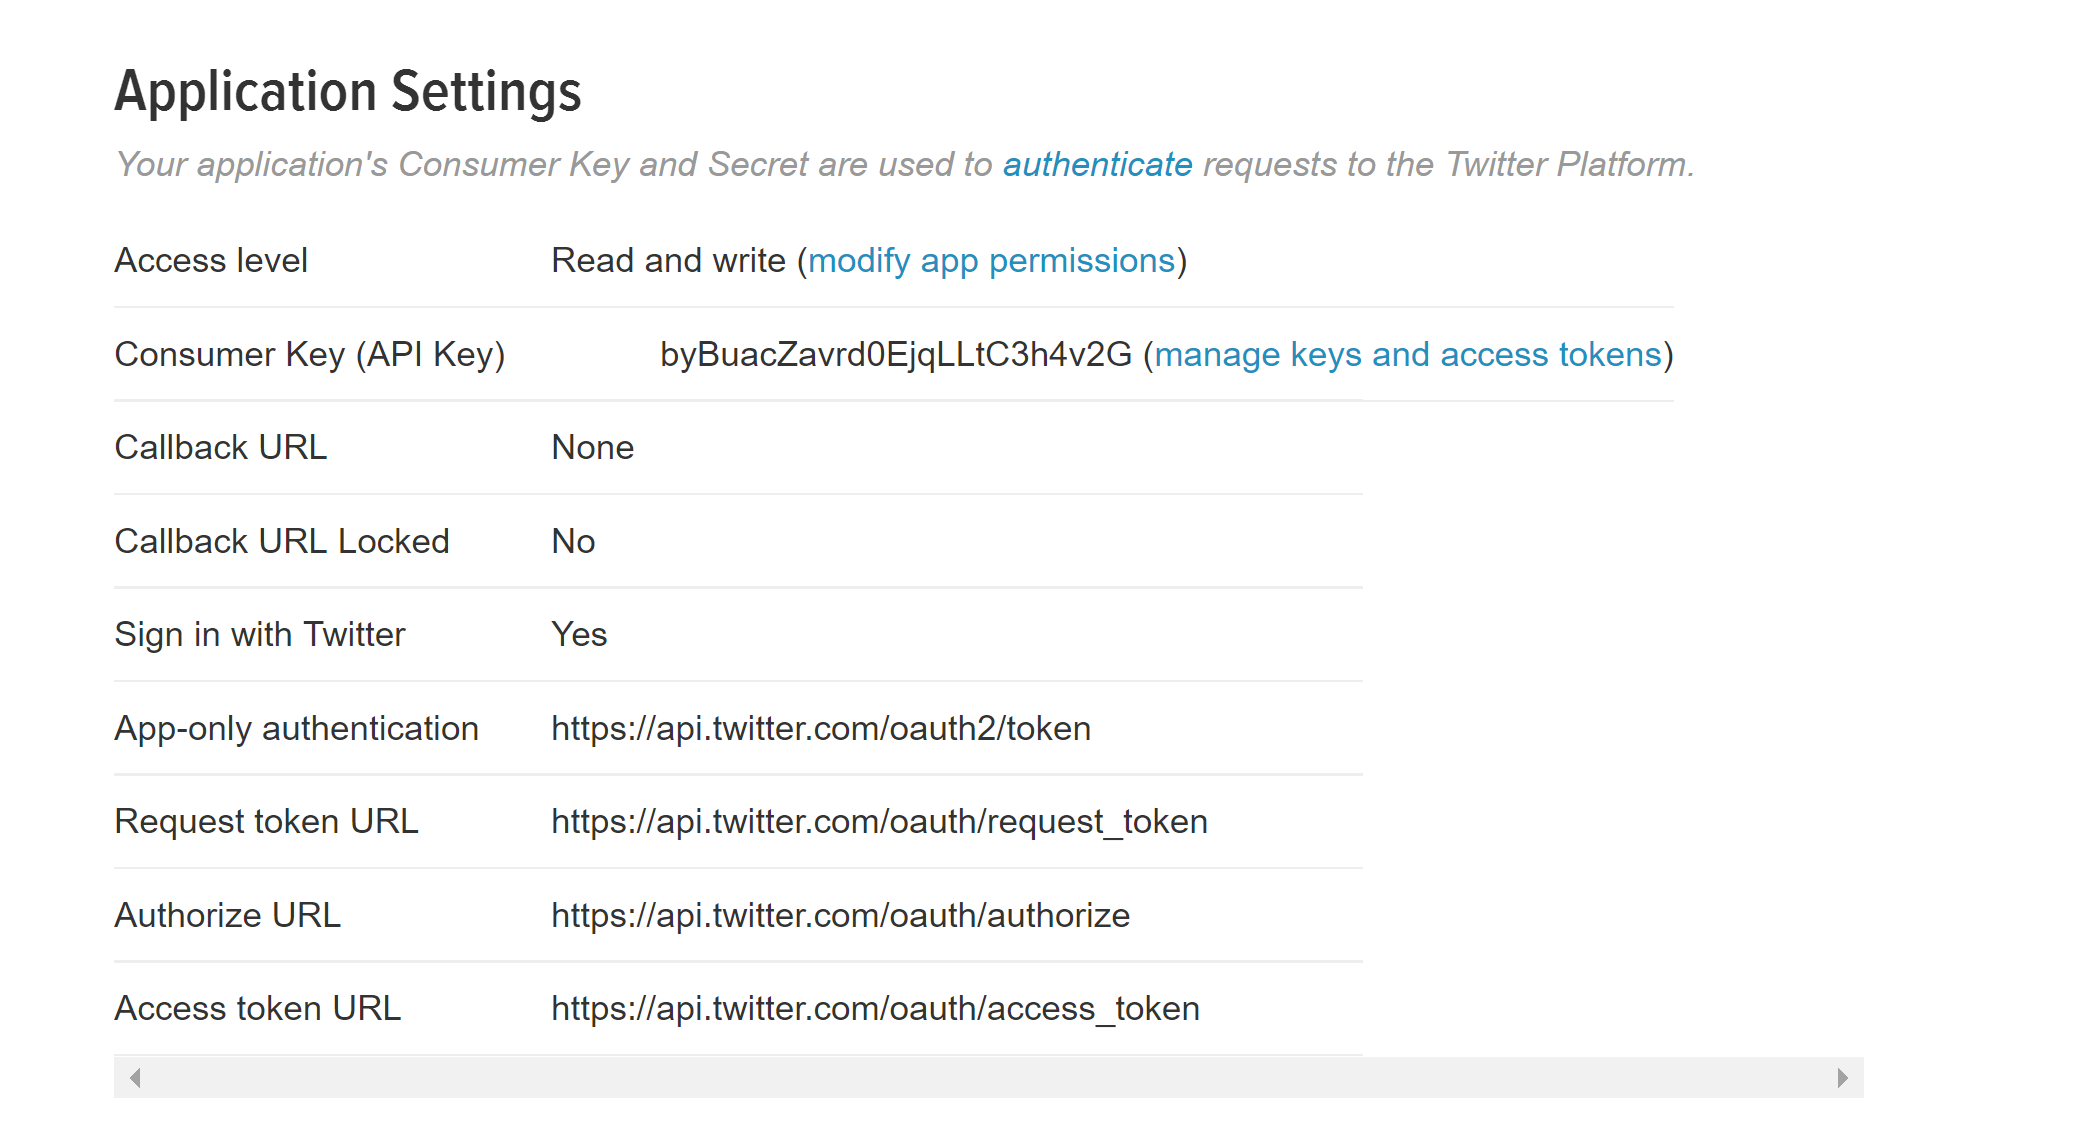 Application Settings
Your application's Consumer Key and Secret are used to authenticate requests to the Twitter Platform.
Access level Read and write (modify app permissions)
Consumer Key (API Key) byBuacZavrd0EjqLLtC3h4v2G (manage keys and access tokens)
Callback URL None
Callback URL Locked No
Sign in with Twitter Yes
App-only authentication https://api.twitter.com/oauth2/token
Request token URL https://api.twitter.com/oauth/request_token
Authorize URL https://api.twitter.com/oauth/authorize
Access token URL https://api.twitter.com/oauth/access_token